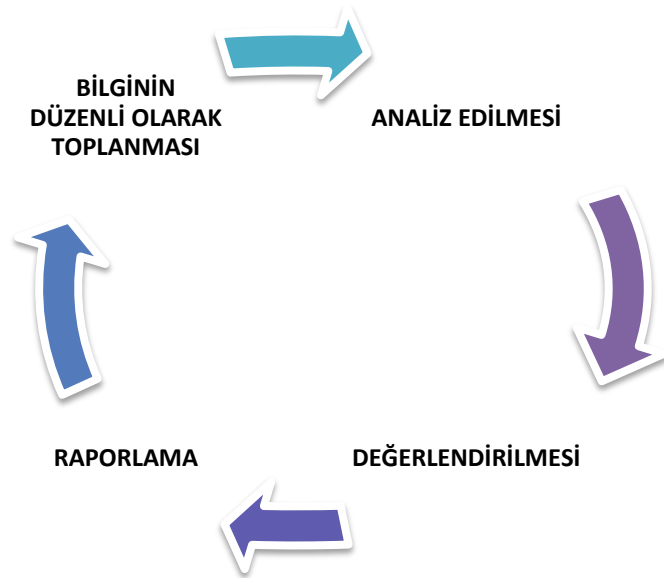 BİLGİNİN
DÜZENLİ OLARAK
TOPLANMASI
ANALİZ EDİLMESİ
RAPORLAMA
DEĞERLENDİRİLMESİ